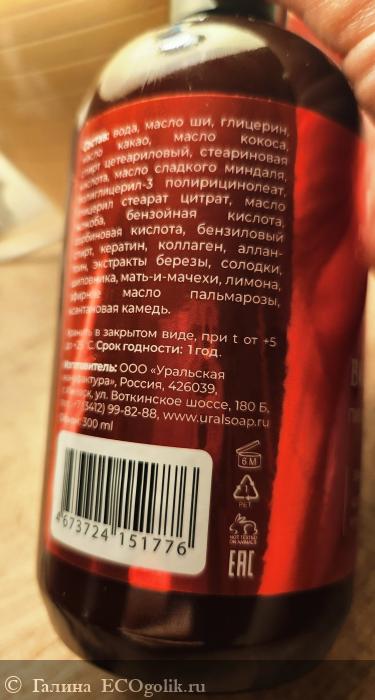 Состав: вода, масло ши, глицерин,
масло какао, масло кокоса,
спирт цетеариловый, стеариновая
кислота, масло сладкого миндаля,
полиглицерил-3 полирицинолеат,
глицерил стеарат цитрат, масло
жожоба, бензойная кислота,
сорбиновая кислота, бензиловый
спирт, кератин, коллаген, аллан-
тоин, экстракты березы, солодки,
шиповника, мать-и-мачехи, лимона,
эфирное масло пальмарозы,
ксантановая камедь.
Хранить в закрытом виде, при t от +5
до +25 °С. Срок годности: 1 год.
Изготовитель: ООО «Уральская
мануфактура», Россия, 426039,
г. Ижевск, ул. Воткинское шоссе, 180 Б,
тел. +7(3412) 99-82-88, www.uralsoap.ru
Объем: 300 ml
4 673724 151776
6 M
1
PET
NOT TESTED
ON ANIMALS
EAC
© Галина ECOgolik.ru